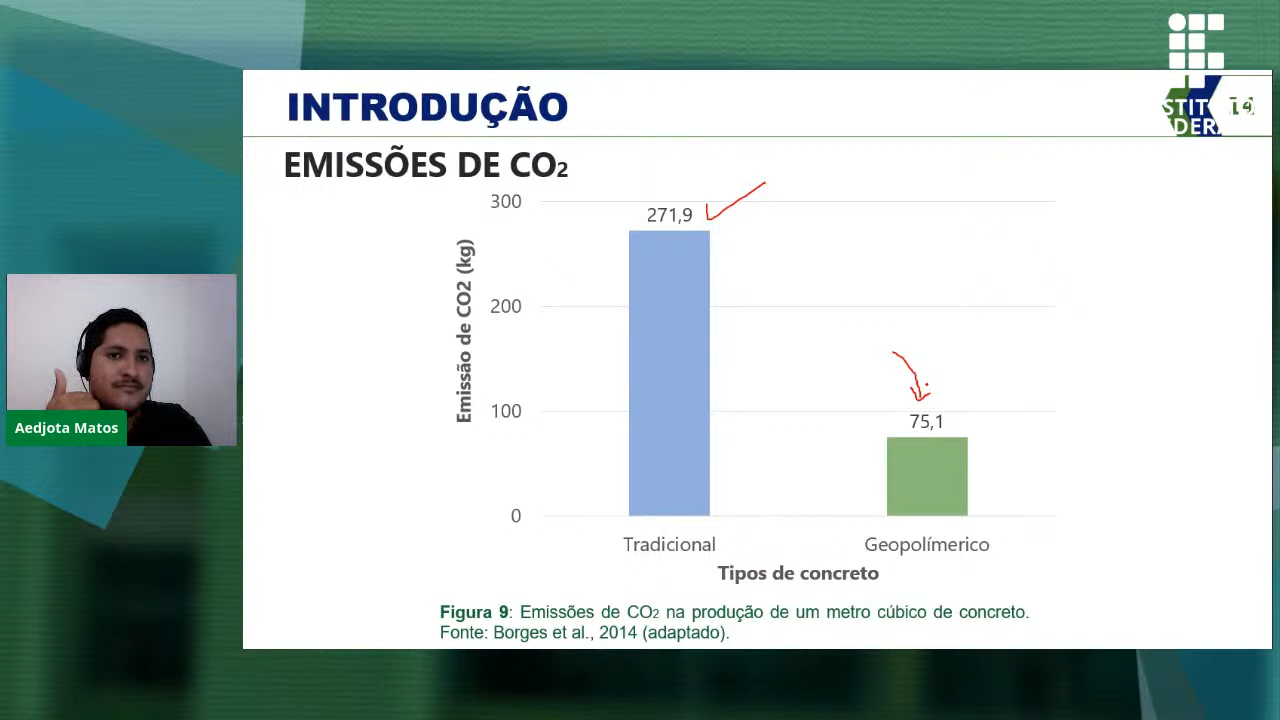 INTRODUÇÃO
EMISSÕES DE CO₂
300
271,9
200
Emissão de CO2 (kg)
100
75,1
0
Tradicional
Geopolímerico
Tipos de concreto
Figura 9: Emissões de CO₂ na produção de um metro cúbico de concreto.
Fonte: Borges et al., 2014 (adaptado).
Aedjota Matos